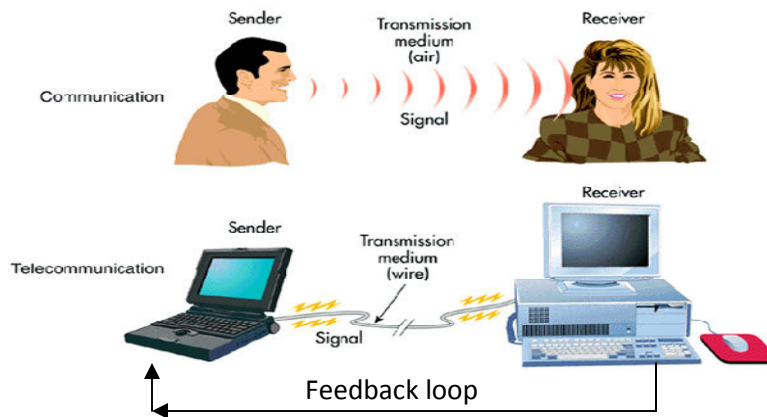 Sender
Transmission
medium
(air)
Receiver
Communication
Signal
Receiver
Sender
Transmission
medium
(wire)
Telecommunication
Signal
Feedback loop